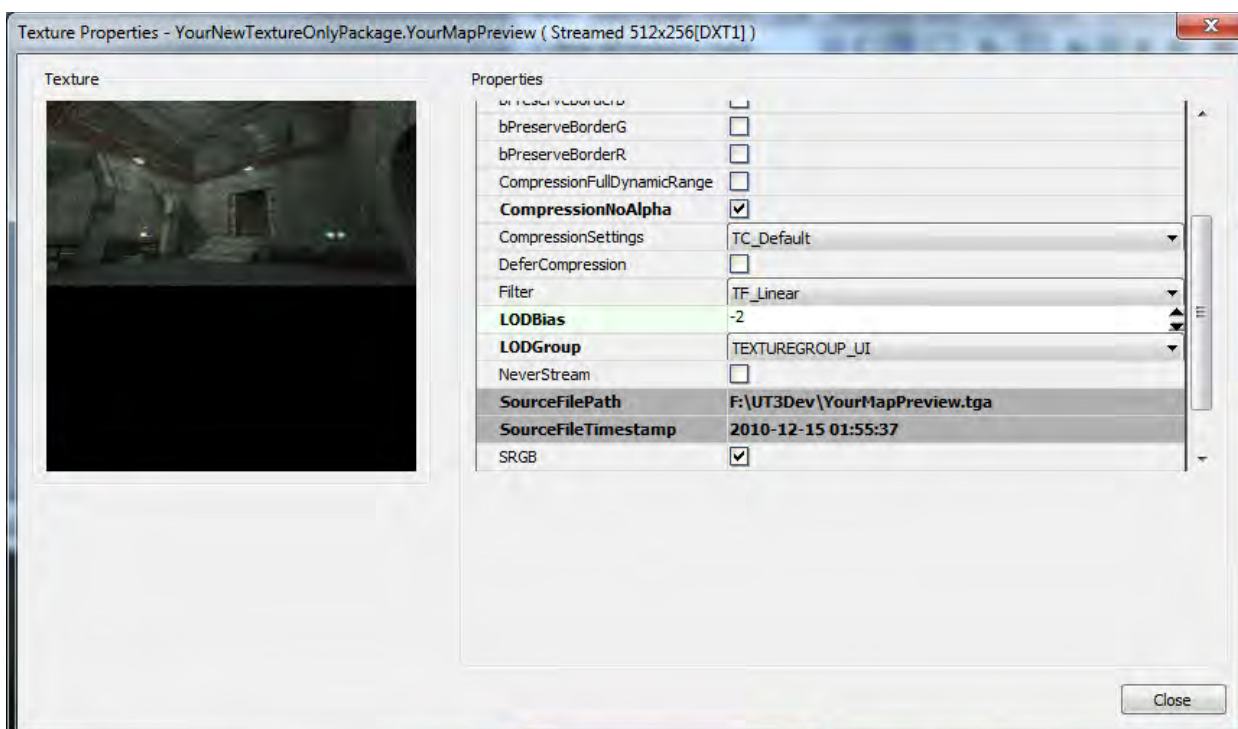 Texture Properties - YourNewTextureOnlyPackage.YourMapPreview ( Streamed 512x256[DXT1] )
Texture
Properties
bPreserveBorderG
bPreserveBorderR
CompressionFullDynamicRange
CompressionNoAlpha
CompressionSettings TC_Default
DeferCompression
Filter TF_Linear
LODBias -2
LODGroup TEXTUREGROUP_UI
NeverStream
SourceFilePath F:\UT3Dev\YourMapPreview.tga
SourceFileTimestamp 2010-12-15 01:55:37
SRGB
Close